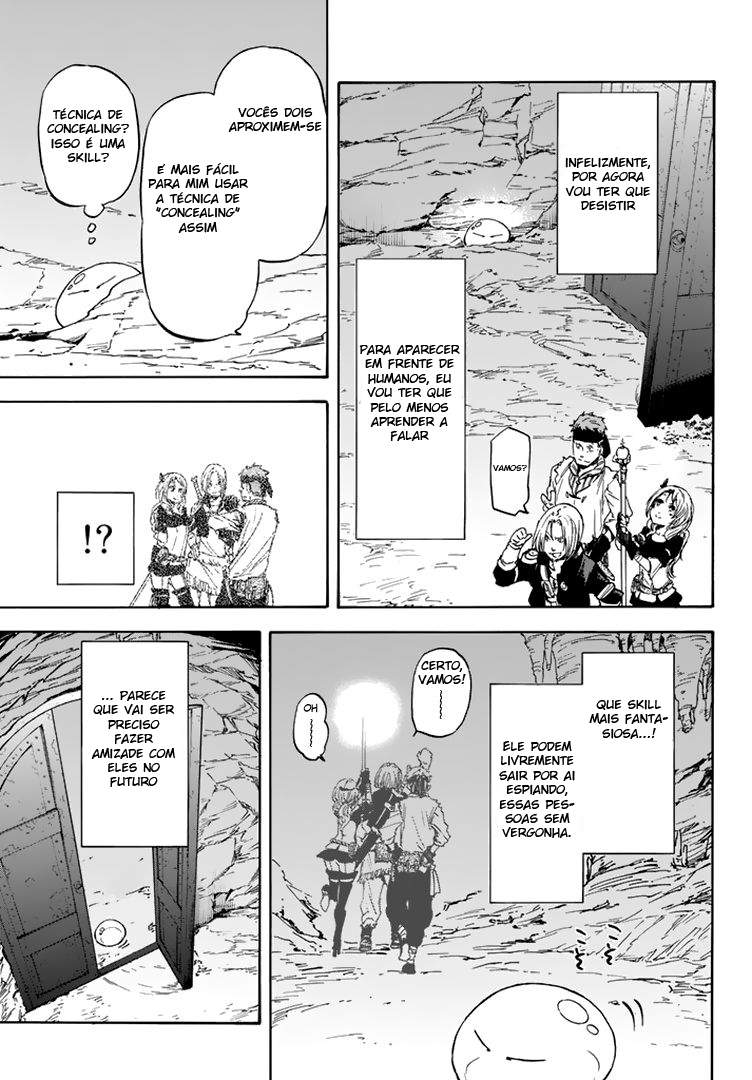 INFELIZMENTE,
POR AGORA
VOU TER QUE
DESISTIR
PARA APARECER
EM FRENTE DE
HUMANOS, EU
VOU TER QUE
PELO MENOS
APRENDER A
FALAR
VAMOS?
VOCÊS DOIS
APROXIMEM-SE
E MAIS FÁCIL
PARA MIM USAR
A TÉCNICA DE
"CONCEALING"
ASSIM
TÉCNICA DE
CONCEALING?
ISSO É UMA
SKILL?
!?
QUE SKILL
MAIS FANTA-
SIOSA...!
ELE PODEM
LIVREMENTE
SAIR POR AI
ESPIANDO,
ESSAS PES-
SOAS SEM
VERGONHA.
CERTO,
VAMOS!
OH
... PARECE
QUE VAI SER
PRECISO
FAZER
AMIZADE COM
ELES NO
FUTURO